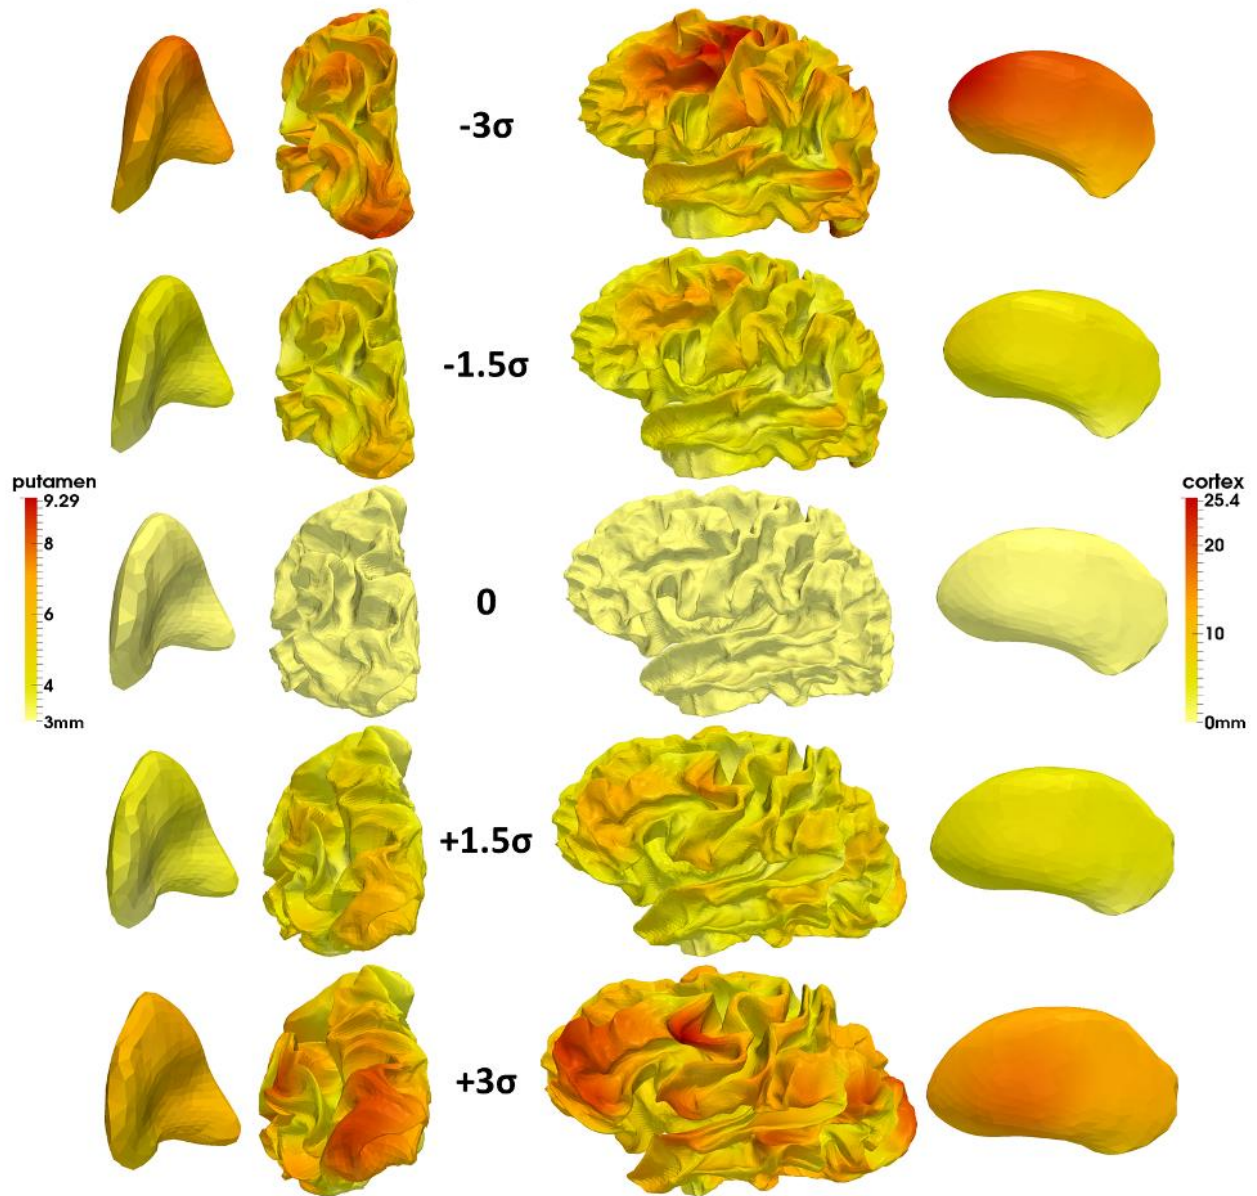 -3σ
-1.5σ
putamen
9.29
8
6
4
3mm
0
cortex
25.4
20
10
0mm
+1.5σ
+3σ